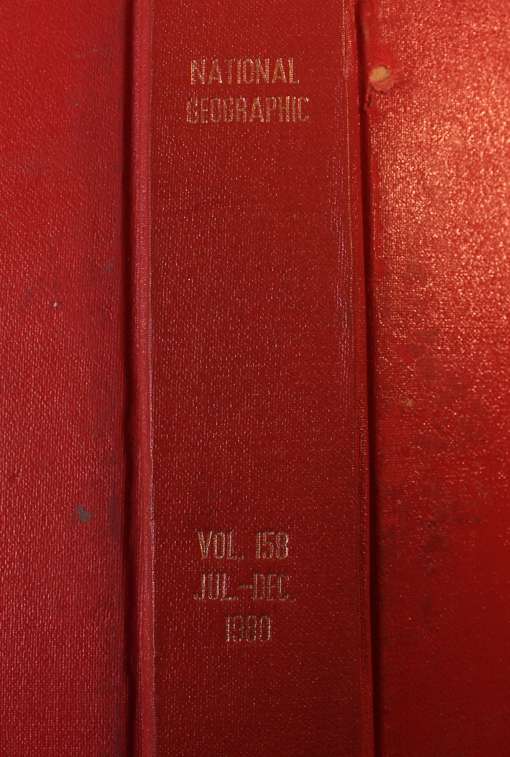 NATIONAL
GEOGRAPHIC
VOL. 158
JUL.-DEC.
1980